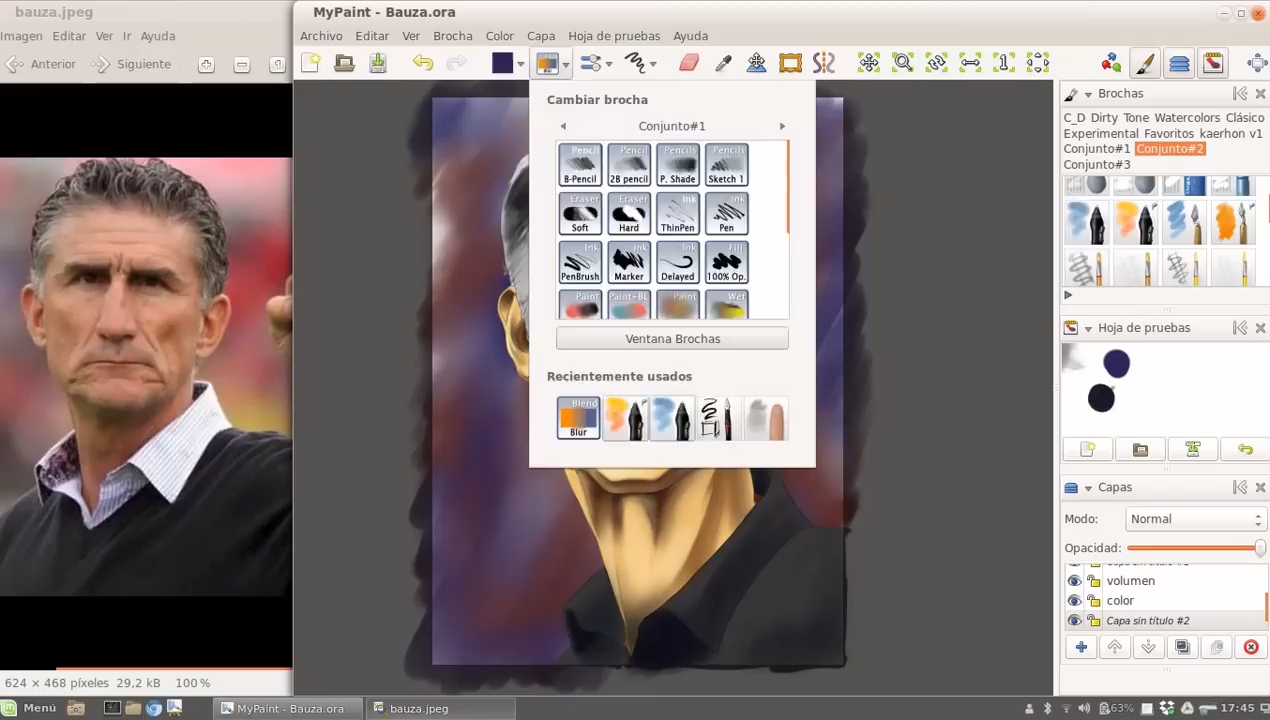 bauza.jpeg
Imagen Editar Ver Ir Ayuda
Anterior Siguiente
624 × 468 píxeles 29,2 kB 100 %
MyPaint - Bauza.ora
Archivo Editar Ver Brocha Color Capa Hoja de pruebas Ayuda
Cambiar brocha
Conjunto#1
Pencil Pencil Pencils Pencils
B-Pencil 2B pencil P. Shade Sketch 1
Eraser Eraser Ink Ink
Soft Hard ThinPen Pen
Ink Ink Ink Fill
PenBrush Marker Delayed 100% Op.
Paint Paint+BL Paint Wet
Ventana Brochas
Recientemente usados
Blend
Blur
Brochas
C_D Dirty Tone Watercolors Clásico
Experimental Favoritos kaerhon v1
Conjunto#1 Conjunto#2
Conjunto#3
Hoja de pruebas
Capas
Modo: Normal
Opacidad:
volumen
color
Capa sin título #2
Menú MyPaint - Bauza.ora bauza.jpeg 63% 17:45